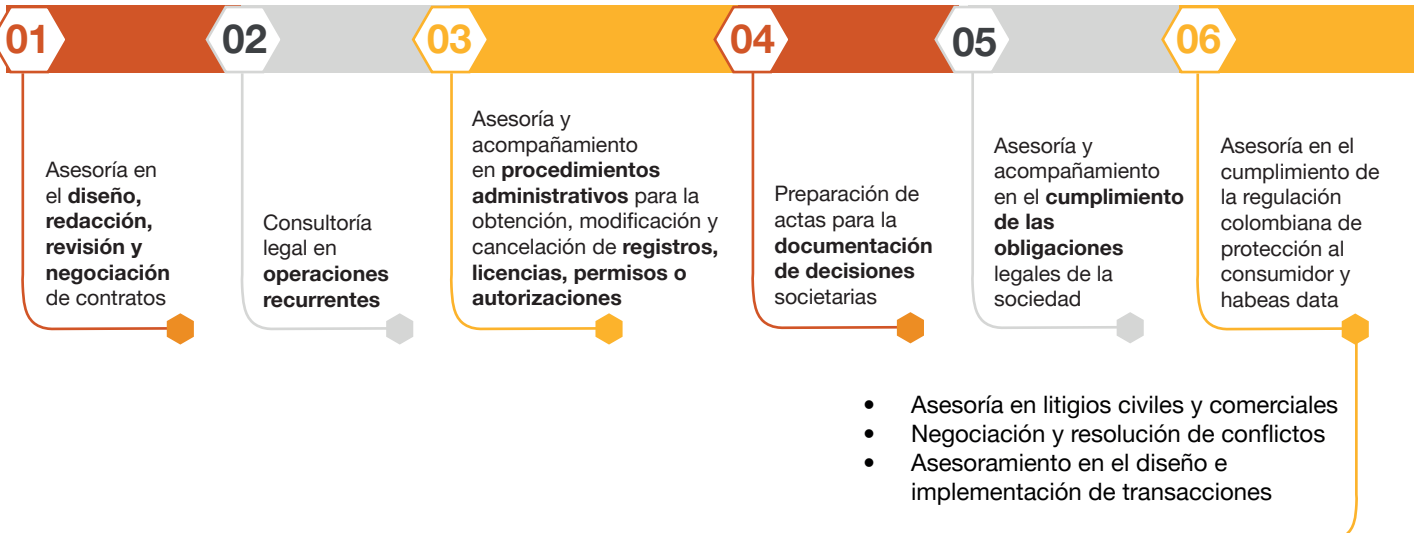 01
Asesoría en
el diseño,
redacción,
revisión y
negociación
de contratos
02
Consultoría
legal en
operaciones
recurrentes
03
Asesoría y
acompañamiento
en procedimientos
administrativos para la
obtención, modificación y
cancelación de registros,
licencias, permisos o
autorizaciones
04
Preparación de
actas para la
documentación
de decisiones
societarias
05
Asesoría y
acompañamiento
en el cumplimiento
de las
obligaciones
legales de la
sociedad
06
Asesoría en el
cumplimiento de
la regulación
colombiana de
protección al
consumidor y
habeas data
• Asesoría en litigios civiles y comerciales
• Negociación y resolución de conflictos
• Asesoramiento en el diseño e
implementación de transacciones